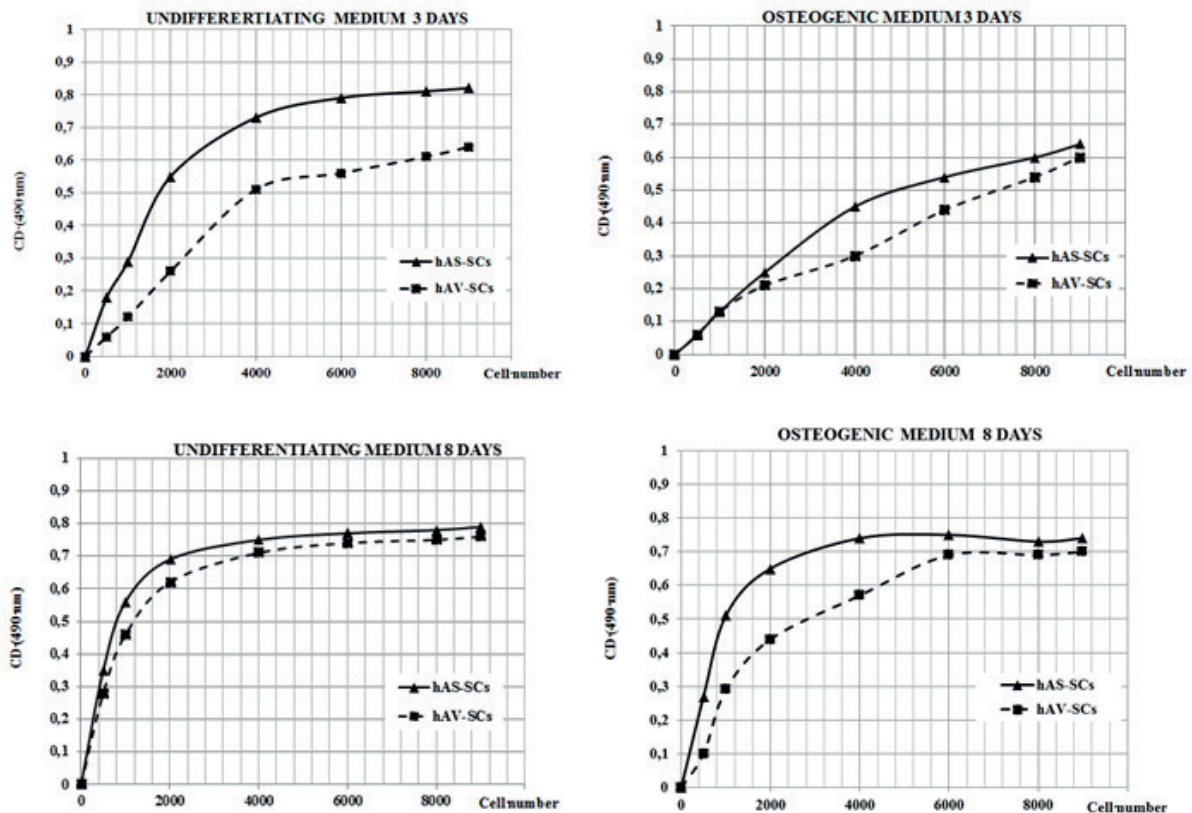 UNDIFFERTIATING MEDIUM 3 DAYS
1
0,9
0,8
0,7
0,6
0,5
0,4
0,3
0,2
0,1
0
CD·(490·nm)
hAS-SCs
hAV-SCs
0 2000 4000 6000 8000 Cell·number
OSTEOGENIC MEDIUM 3 DAYS
1
0,9
0,8
0,7
0,6
0,5
0,4
0,3
0,2
0,1
0
CD·(490·nm)
hAS-SCs
hAV-SCs
0 2000 4000 6000 8000 Cell·number
UNDIFFERENTIATING MEDIUM 8 DAYS
1
0,9
0,8
0,7
0,6
0,5
0,4
0,3
0,2
0,1
0
CD·(490·nm)
hAS-SCs
hAV-SCs
0 2000 4000 6000 8000 Cell·number
OSTEOGENIC MEDIUM 8 DAYS
1
0,9
0,8
0,7
0,6
0,5
0,4
0,3
0,2
0,1
0
CD·(490·nm)
hAS-SCs
hAV-SCs
0 2000 4000 6000 8000 Cell·number